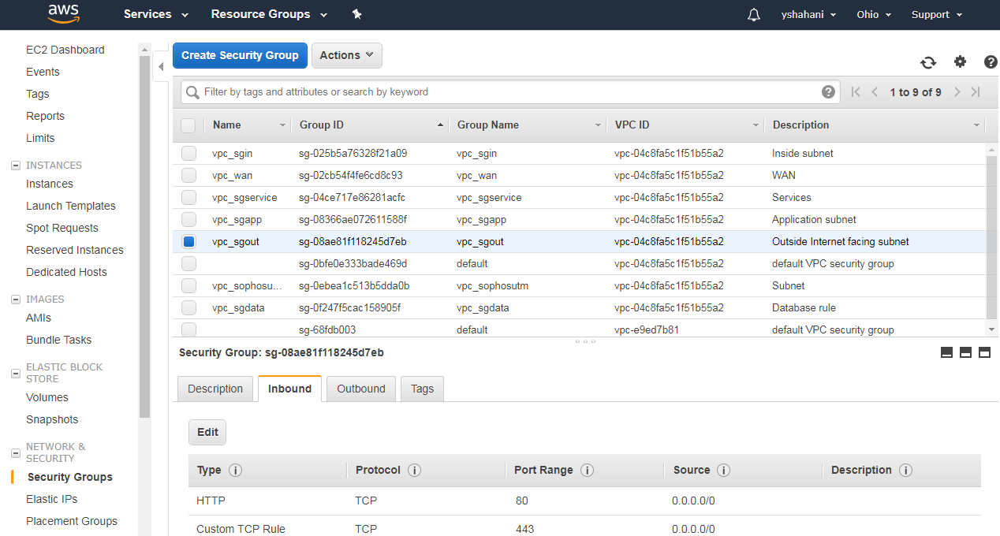 aws Services Resource Groups yshahani Ohio Support
EC2 Dashboard
Events
Tags
Reports
Limits
INSTANCES
Instances
Launch Templates
Spot Requests
Reserved Instances
Dedicated Hosts
IMAGES
AMIs
Bundle Tasks
ELASTIC BLOCK
STORE
Volumes
Snapshots
NETWORK &
SECURITY
Security Groups
Elastic IPs
Placement Groups
Create Security Group Actions
Filter by tags and attributes or search by keyword ? 1 to 9 of 9
Name Group ID Group Name VPC ID Description
vpc_sgin sg-025b5a76328f21a09 vpc_sgin vpc-04c8fa5c1f51b55a2 Inside subnet
vpc_wan sg-02cb54f4fe6cd8c93 vpc_wan vpc-04c8fa5c1f51b55a2 WAN
vpc_sgservice sg-04ce717e86281acfc vpc_sgservice vpc-04c8fa5c1f51b55a2 Services
vpc_sgapp sg-08366ae072611588f vpc_sgapp vpc-04c8fa5c1f51b55a2 Application subnet
vpc_sgout sg-08ae81f118245d7eb vpc_sgout vpc-04c8fa5c1f51b55a2 Outside Internet facing subnet
sg-0bfe0e333bade469d default vpc-04c8fa5c1f51b55a2 default VPC security group
vpc_sophosu... sg-0ebea1c513b5dda0b vpc_sophosutm vpc-04c8fa5c1f51b55a2 Subnet
vpc_sgdata sg-0f247f5cac158905f vpc_sgdata vpc-04c8fa5c1f51b55a2 Database rule
sg-68fdb003 default vpc-e9ed7b81 default VPC security group
Security Group: sg-08ae81f118245d7eb
Description Inbound Outbound Tags
Edit
Type Protocol Port Range Source Description
HTTP TCP 80 0.0.0.0/0
Custom TCP Rule TCP 443 0.0.0.0/0